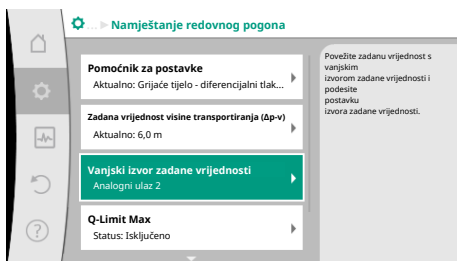 ... ▶ Namještanje redovnog pogona
Pomoćnik za postavke
Aktualno: Grijaće tijelo - diferencijalni tlak...
Zadana vrijednost visine transportiranja (Δp-v)
Aktualno: 6,0 m
Vanjski izvor zadane vrijednosti
Analogni ulaz 2
Q-Limit Max
Status: Isključeno
Povežite zadanu vrijednost s
vanjskim
izvorom zadane vrijednosti i
podesite
postavku
izvora zadane vrijednosti.